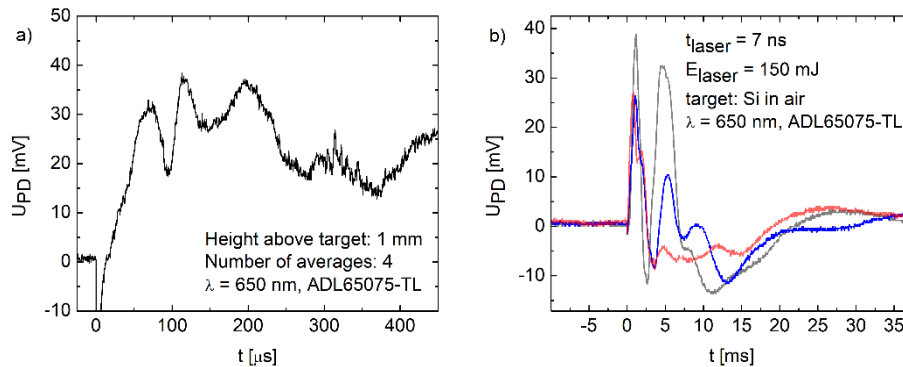 a)
50
40
30
20
10
0
-10
U_PD [mV]
0
100
200
300
400
t [μs]
Height above target: 1 mm
Number of averages: 4
λ = 650 nm, ADL65075-TL
b)
40
30
20
10
0
-10
U_PD [mV]
-5
0
5
10
15
20
25
30
35
t [ms]
t_laser = 7 ns
E_laser = 150 mJ
target: Si in air
λ = 650 nm, ADL65075-TL